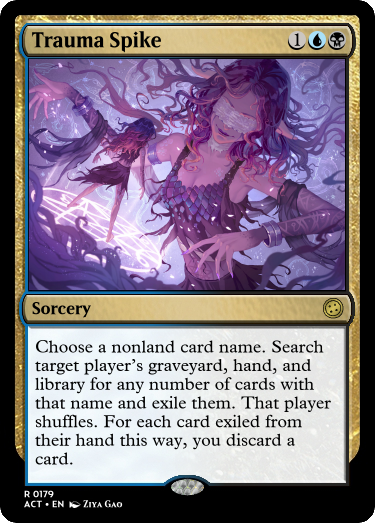 Trauma Spike 1
Sorcery
Choose a nonland card name. Search
target player's graveyard, hand, and
library for any number of cards with
that name and exile them. That player
shuffles. For each card exiled from
their hand this way, you discard a
card.
R 0179
ACT • EN Ziya Gao